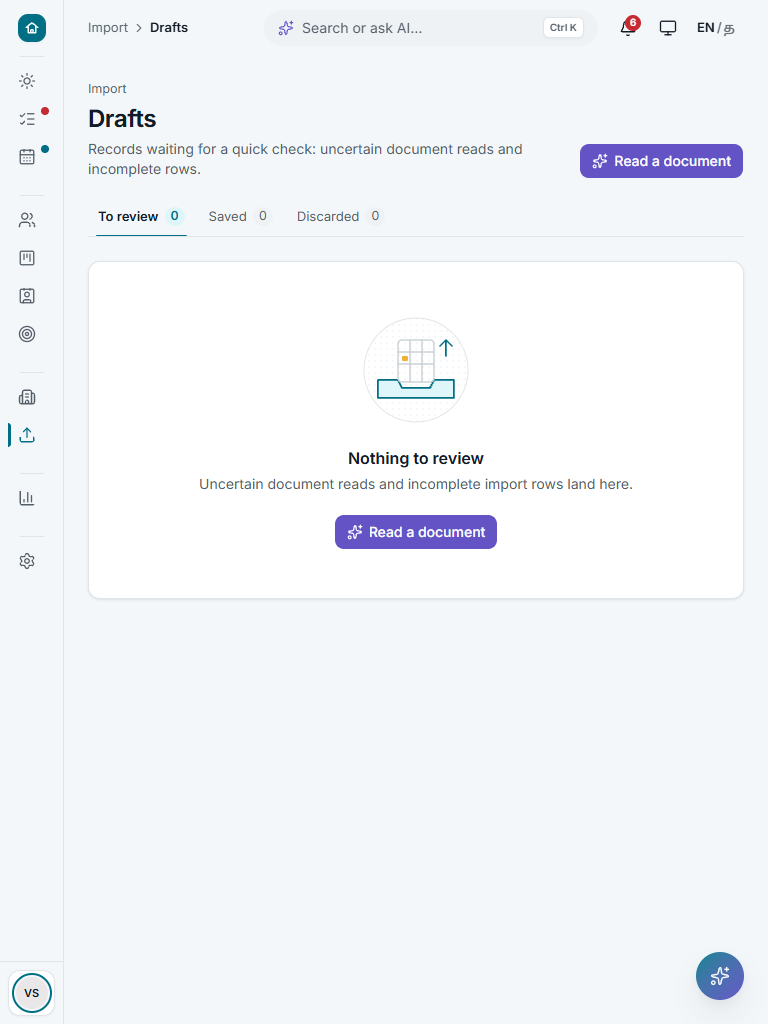 Import > Drafts
Search or ask AI...
Ctrl K
6
EN / த
Import
Drafts
Records waiting for a quick check: uncertain document reads and
incomplete rows.
Read a document
To review 0
Saved 0
Discarded 0
Nothing to review
Uncertain document reads and incomplete import rows land here.
Read a document
VS